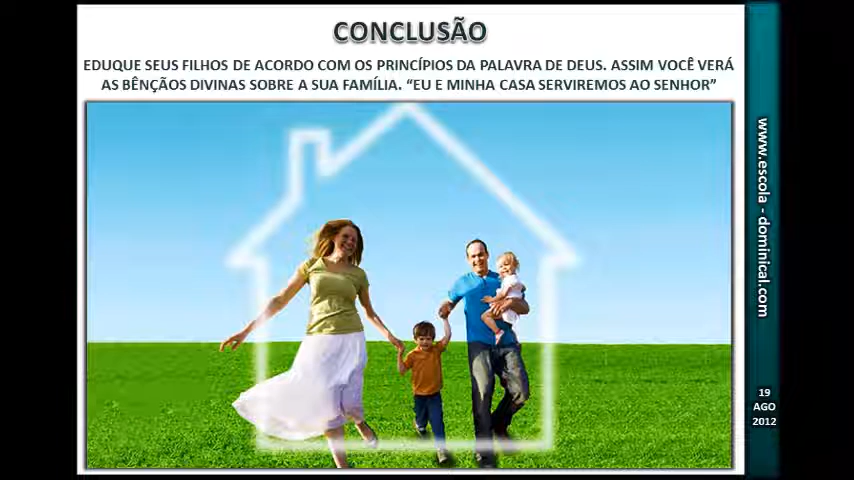 CONCLUSÃO
EDUQUE SEUS FILHOS DE ACORDO COM OS PRINCÍPIOS DA PALAVRA DE DEUS. ASSIM VOCÊ VERÁ
AS BÊNÇÃOS DIVINAS SOBRE A SUA FAMÍLIA. “EU E MINHA CASA SERVIREMOS AO SENHOR”
www.escola - dominical.com
19
AGO
2012